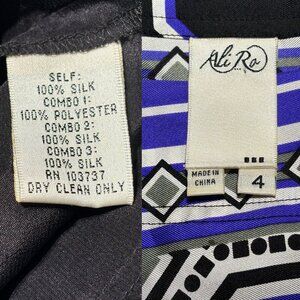 SELF:
100% SILK
COMBO 1:
100% POLYESTER
COMBO 2:
100% SILK
COMBO 3:
100% SILK
RN 103737
DRY CLEAN ONLY
Ali Ro
MADE IN
CHINA
4